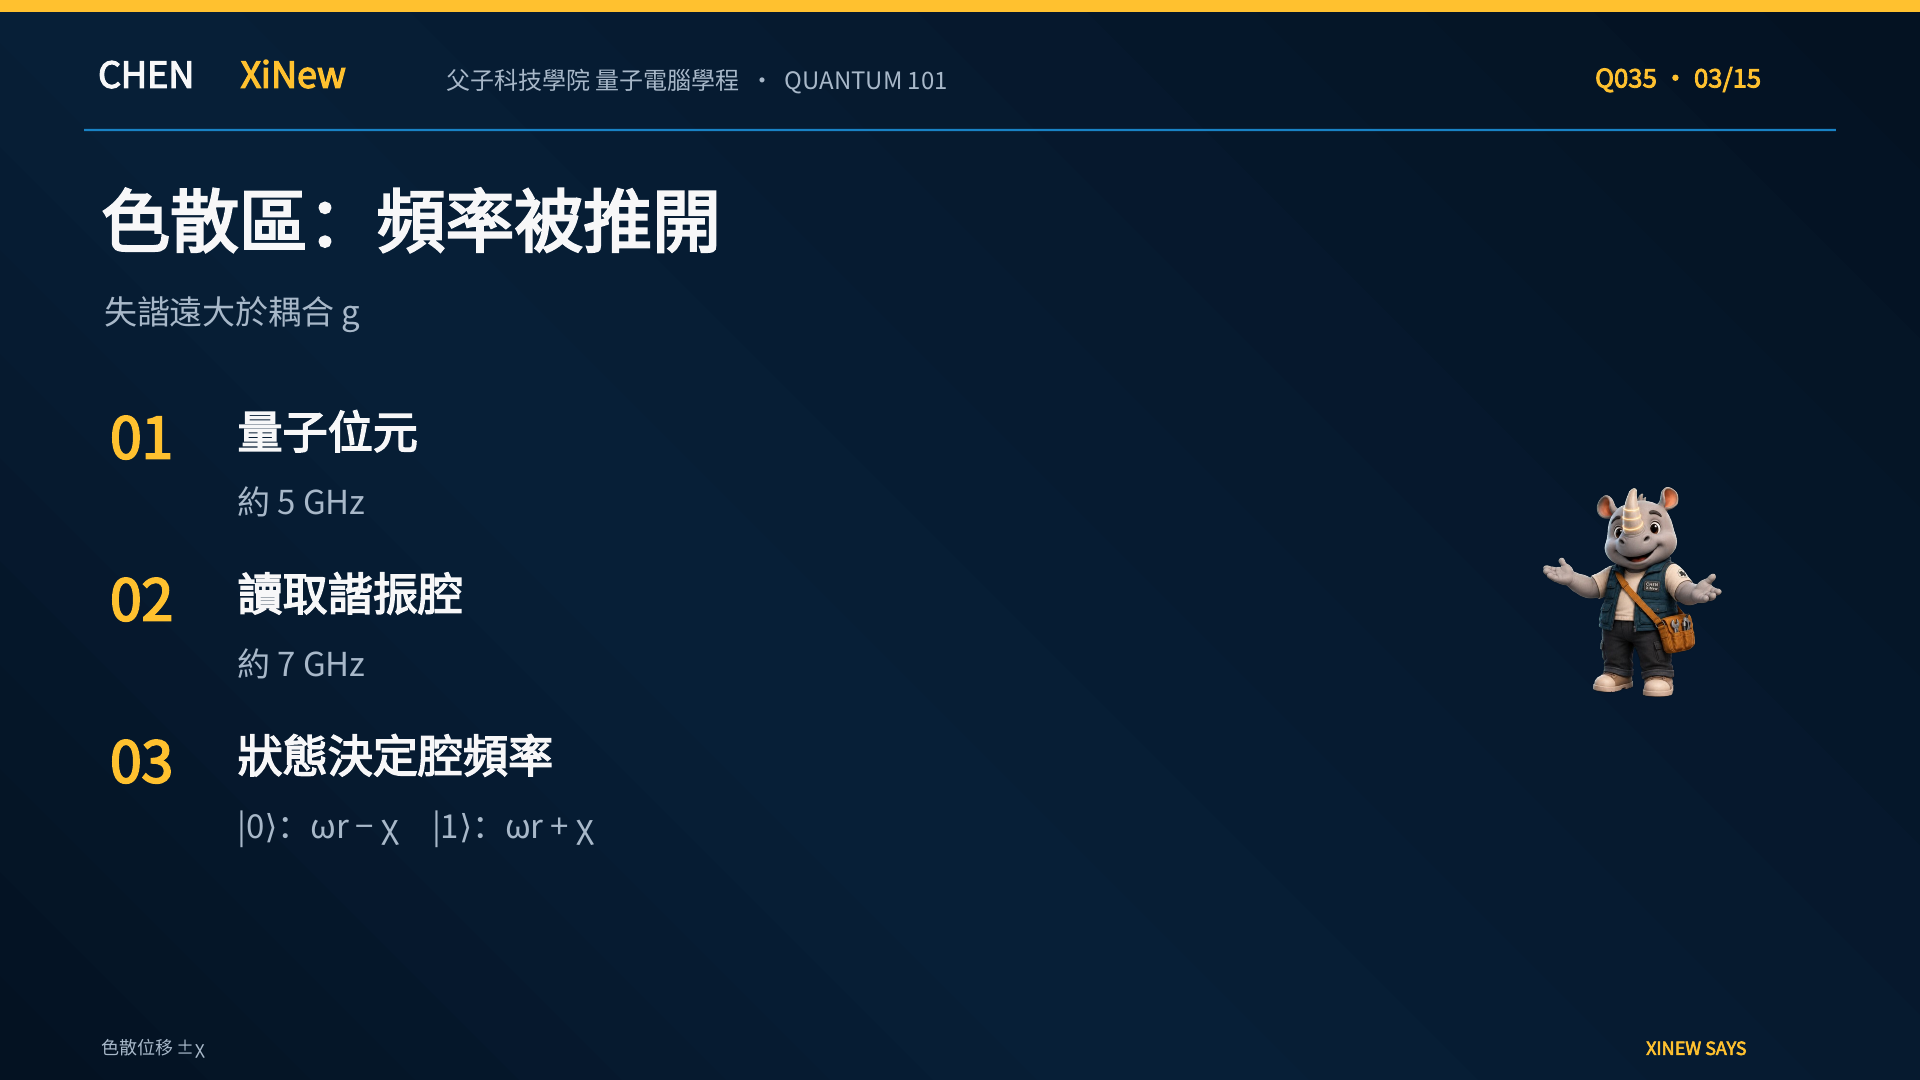 CHEN XiNew 父子科技學院 量子電腦學程 · QUANTUM 101 Q035 · 03/15
色散區：頻率被推開
失諧遠大於耦合 g
01 量子位元
約 5 GHz
02 讀取諧振腔
約 7 GHz
03 狀態決定腔頻率
|0⟩：ωr − χ　|1⟩：ωr + χ
色散位移 ±χ
XINEW SAYS